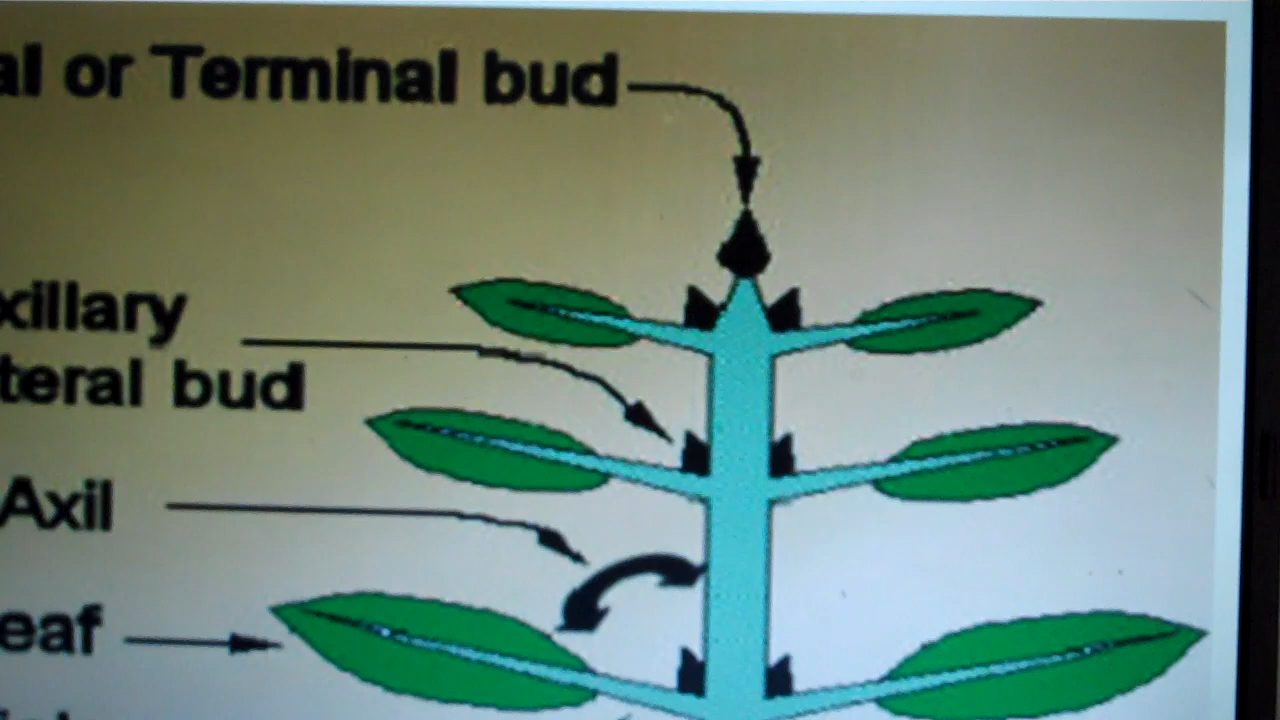 al or Terminal bud
xillary
teral bud
Axil
eaf